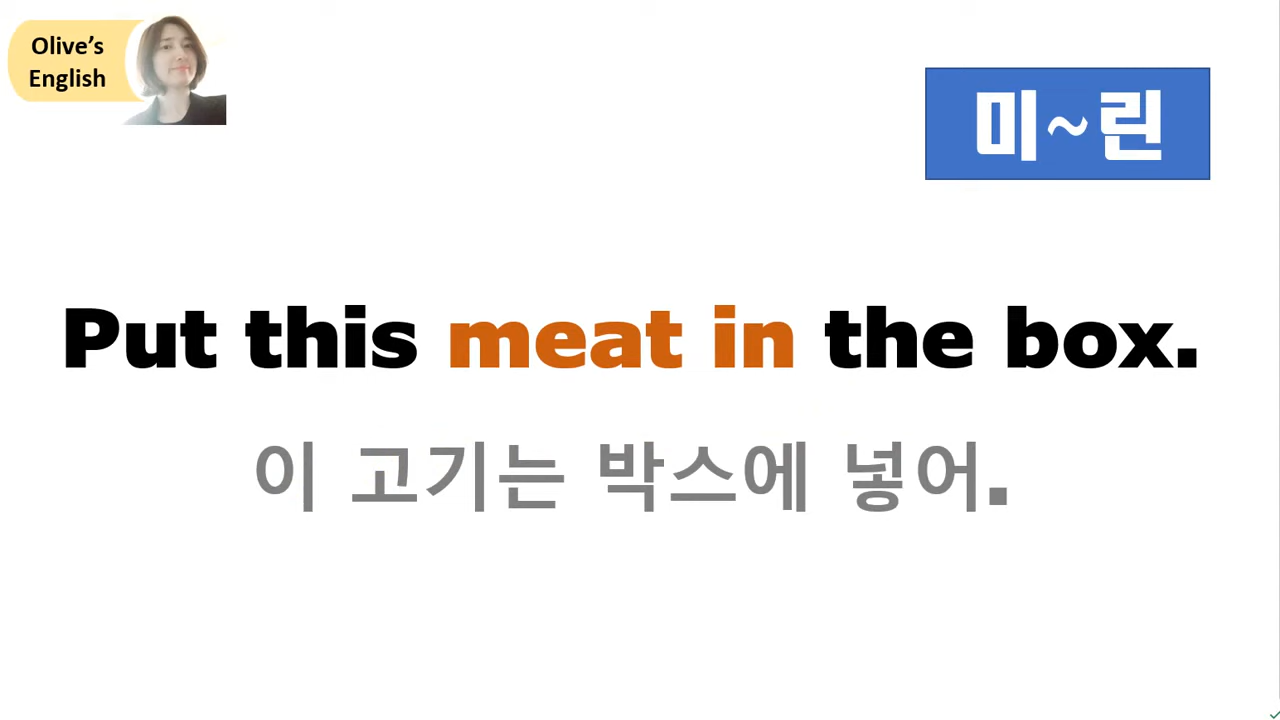 Olive's
English
미~린
Put this meat in the box.
이 고기는 박스에 넣어.